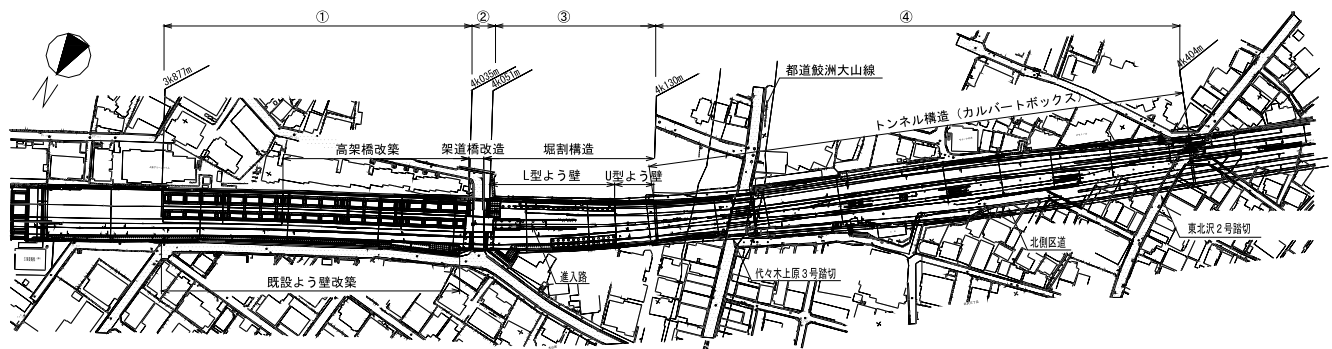 ①
②
③
④
3k877m
4k035m
4k051m
4k130m
4k404m
都道鮫洲大山線
トンネル構造（カルバートボックス）
高架橋改築
架道橋改造
堀割構造
L型よう壁
U型よう壁
N
既設よう壁改築
進入路
代々木上原3号踏切
北側区道
東北沢2号踏切